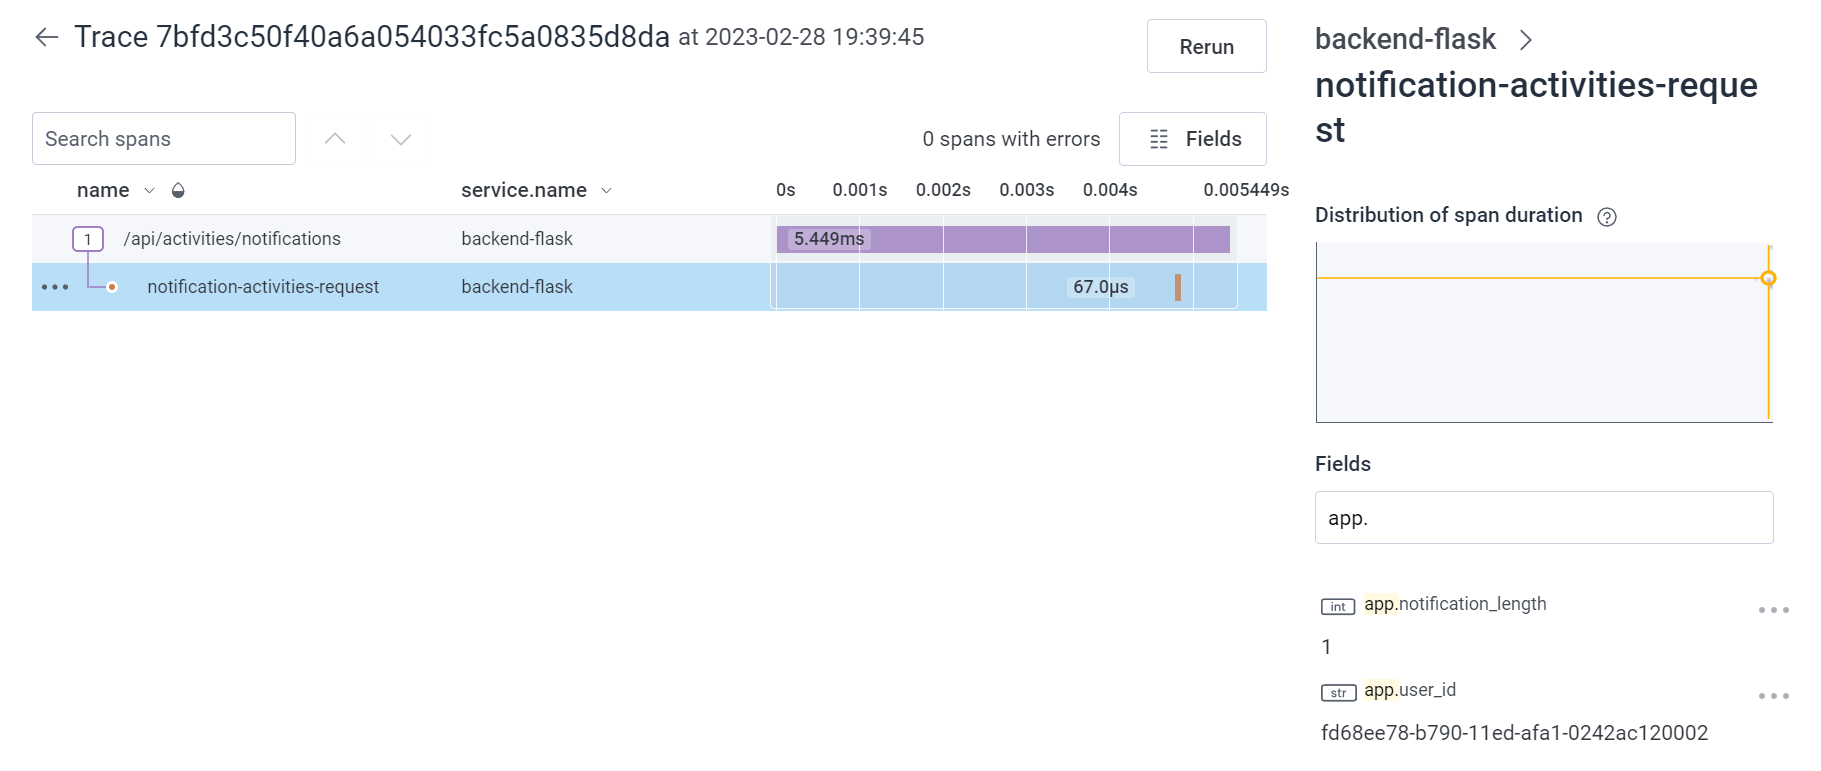 Trace 7bfd3c50f40a6a054033fc5a0835d8da at 2023-02-28 19:39:45
Rerun
Search spans
0 spans with errors
Fields
name
service.name
0s 0.001s 0.002s 0.003s 0.004s 0.005449s
1 /api/activities/notifications backend-flask 5.449ms
notification-activities-request backend-flask 67.0μs
backend-flask
notification-activities-reque
st
Distribution of span duration
Fields
app.
int app.notification_length
1
str app.user_id
fd68ee78-b790-11ed-afa1-0242ac120002